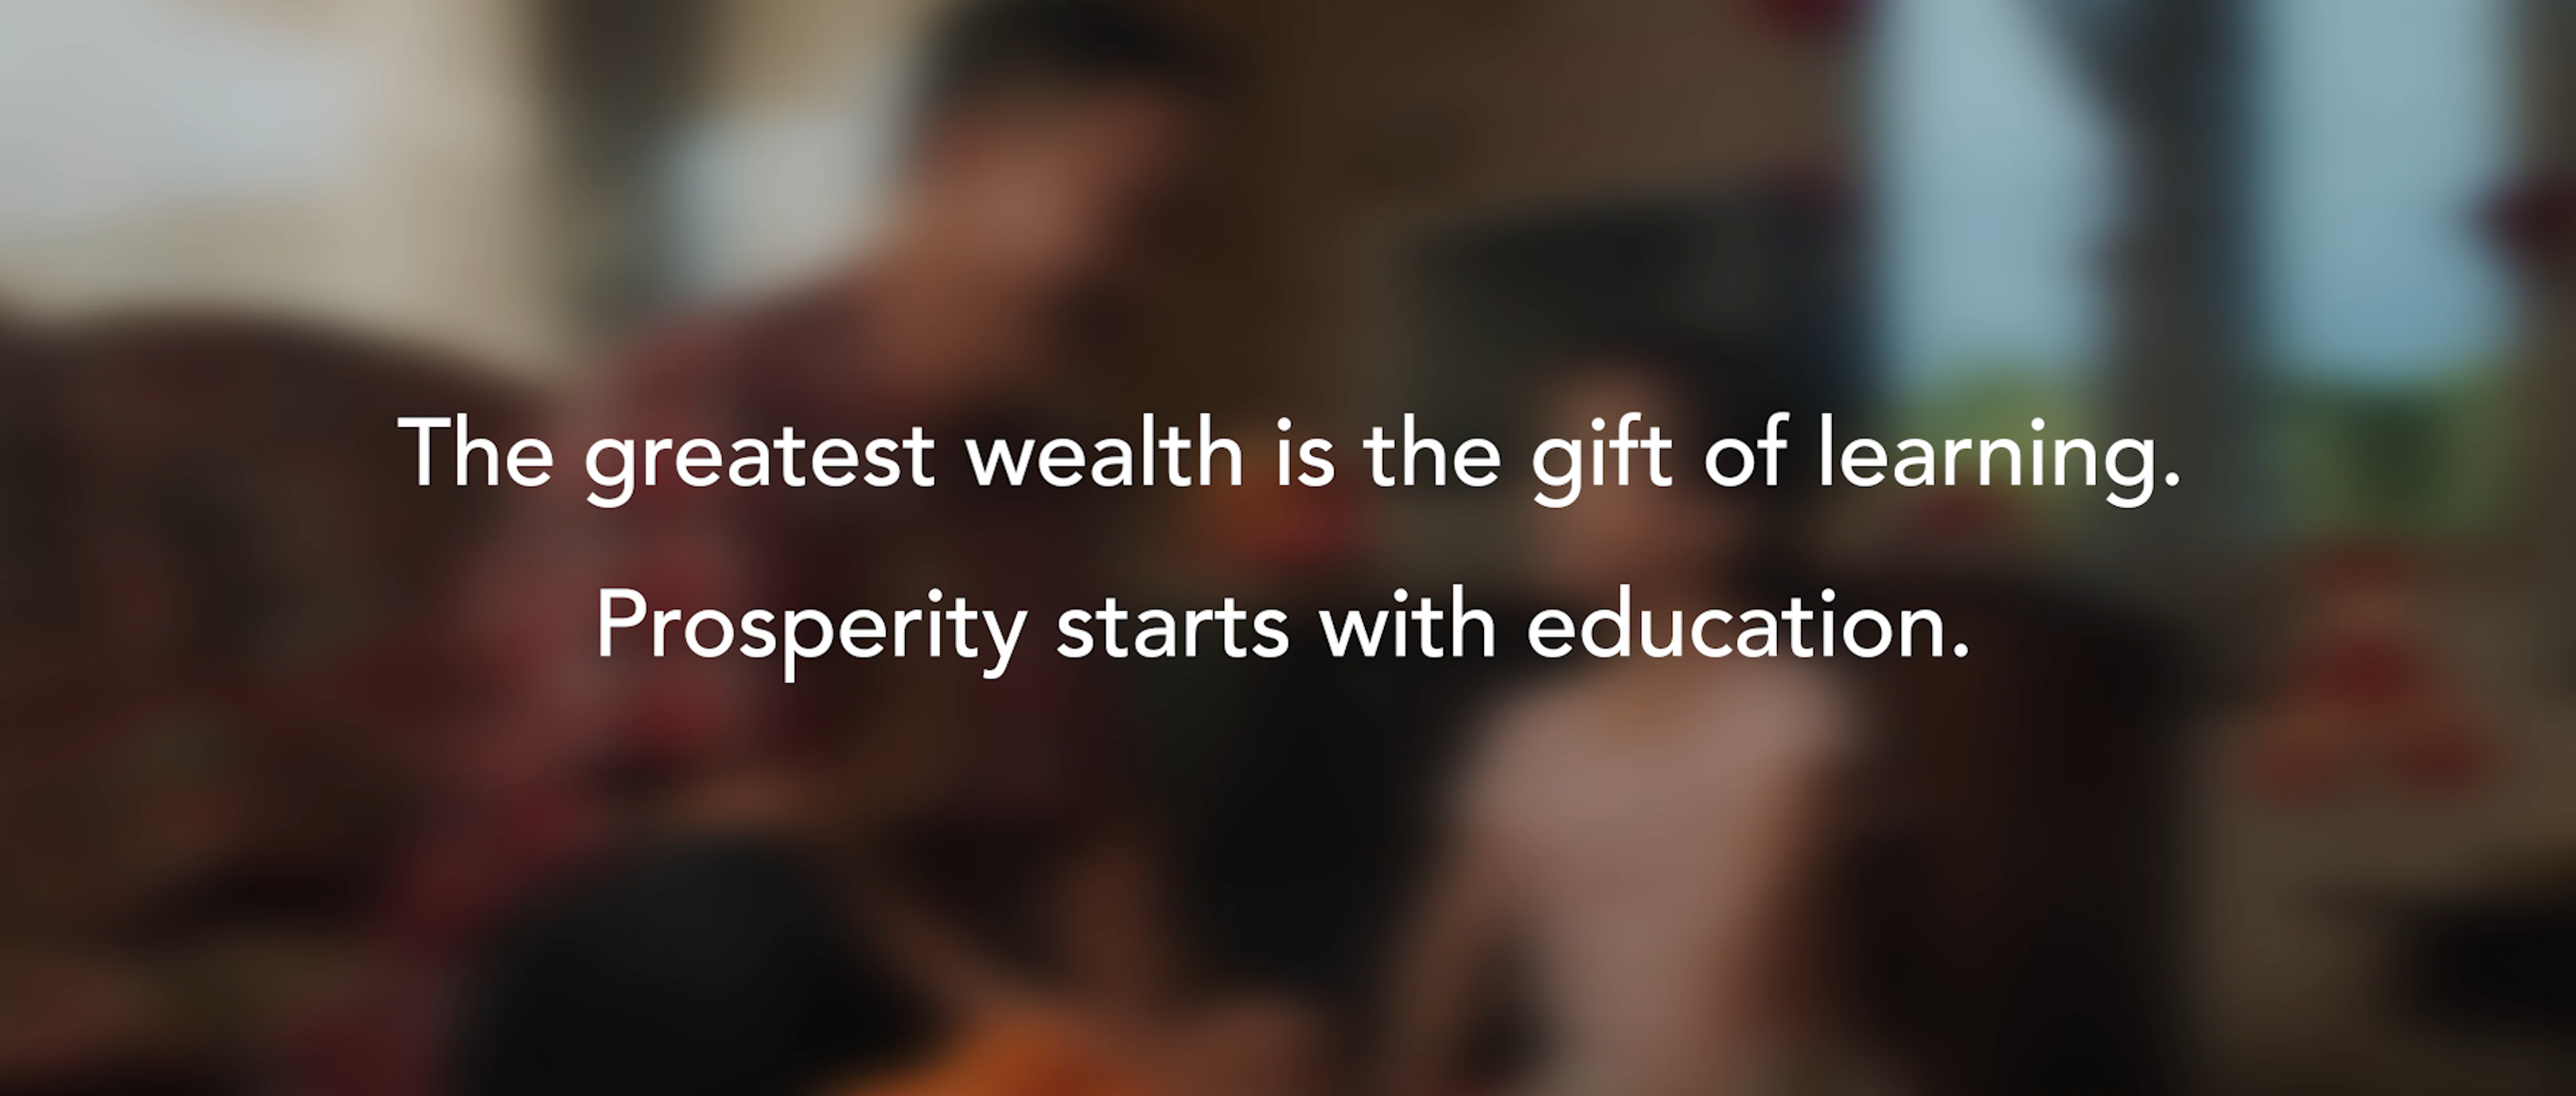 The greatest wealth is the gift of learning.
Prosperity starts with education.